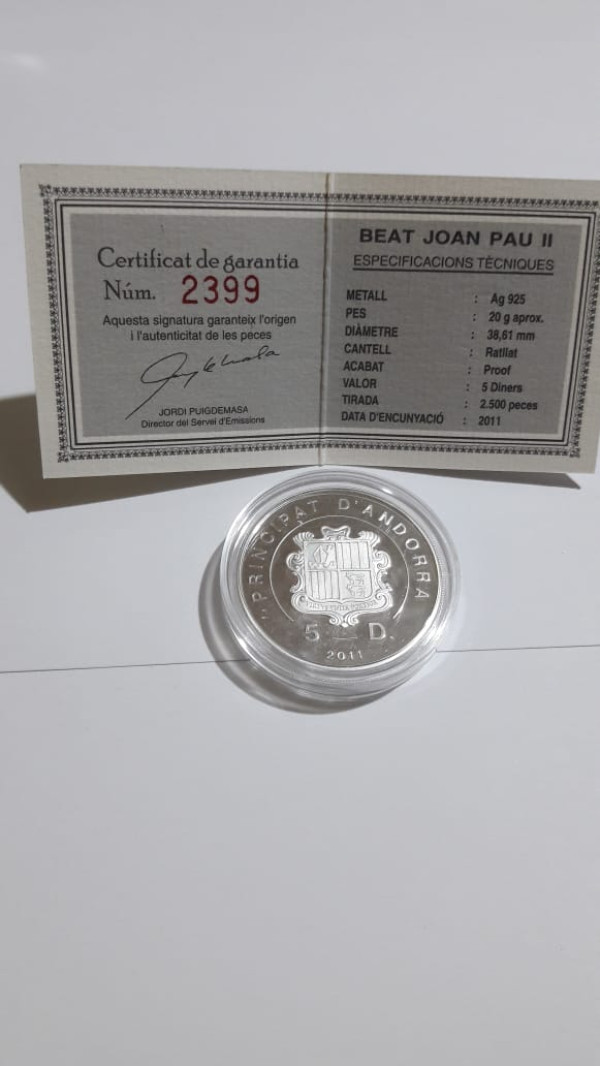 Certificat de garantia
Núm. 2399
Aquesta signatura garanteix l'origen
i l'autenticitat de les peces
JORDI PUIGDEMASA
Director del Servei d'Emissions
BEAT JOAN PAU II
ESPECIFICACIONS TÈCNIQUES
METALL : Ag 925
PES : 20 g aprox.
DIÀMETRE : 38,61 mm
CANTELL : Ratllat
ACABAT : Proof
VALOR : 5 Diners
TIRADA : 2.500 peces
DATA D'ENCUNYACIÓ : 2011
PRINCIPAT D'ANDORRA
5 D.
2011